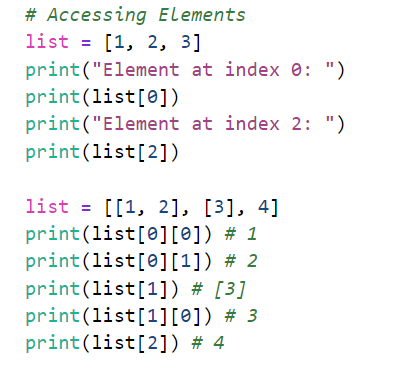 # Accessing Elements
list = [1, 2, 3]
print("Element at index 0: ")
print(list[0])
print("Element at index 2: ")
print(list[2])
list = [[1, 2], [3], 4]
print(list[0][0]) # 1
print(list[0][1]) # 2
print(list[1]) # [3]
print(list[1][0]) # 3
print(list[2]) # 4